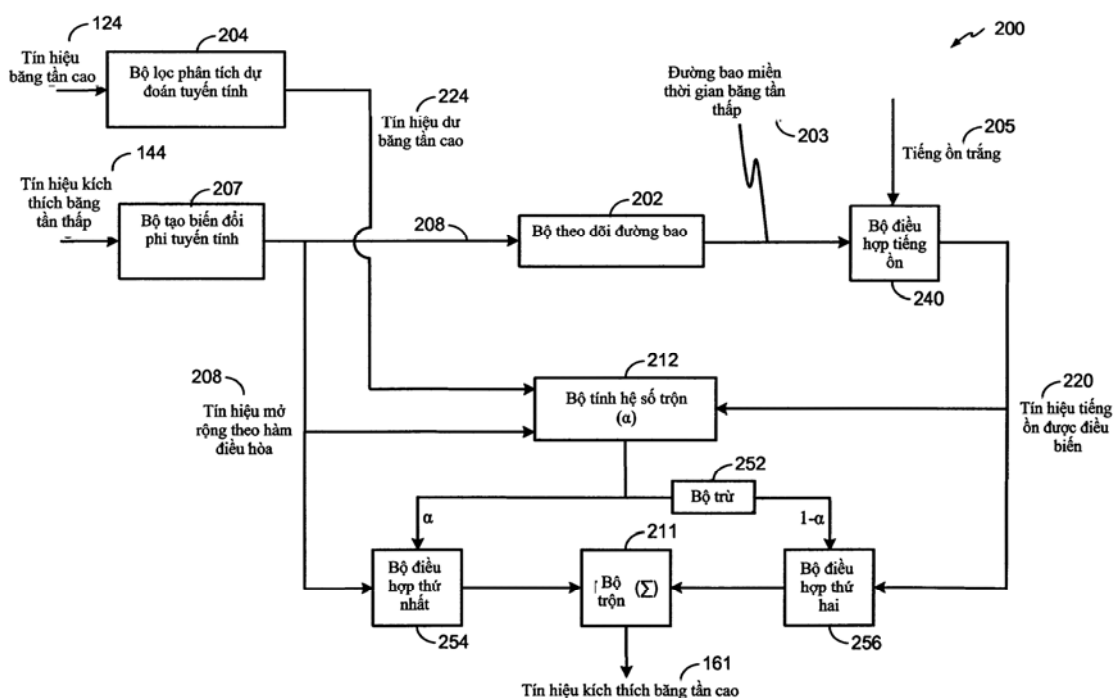 124
Tín hiệu
băng tần cao
204
Bộ lọc phân tích dự
đoán tuyến tính
200
224
Tín hiệu dư
băng tần cao
Đường bao miền
thời gian băng tần
thấp
203
205
Tiếng ồn trắng
144
Tín hiệu kích
thích băng tần
thấp
207
Bộ tạo biến đổi
phi tuyến tính
208
202
Bộ theo dõi đường bao
Bộ điều
hợp tiếng
ồn
240
208
Tín hiệu mở
rộng theo hàm
điều hòa
212
Bộ tính hệ số trộn
(α)
220
Tín hiệu tiếng
ồn được điều
biến
252
Bộ trừ
α
1-α
211
Bộ điều
hợp thứ
nhất
254
Bộ (Σ)
trộn
Bộ điều
hợp thứ
hai
256
161
Tín hiệu kích thích băng tần cao